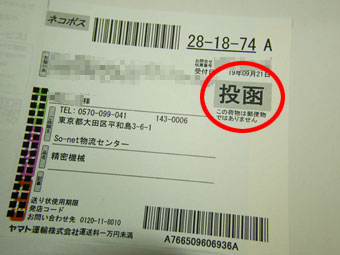 ネコポス
28-18-74 A
受付日 19年09月21日
投函
この荷物は郵便物
ではありません
様
TEL: 0570-099-041
143-0006
東京都大田区平和島3-6-1
So-net物流センター
精密機械
送り状使用期限
発店コード
お問い合わせ先 0120-11-8010
ヤマト運輸株式会社 運送料一万円未満
A766509606936A